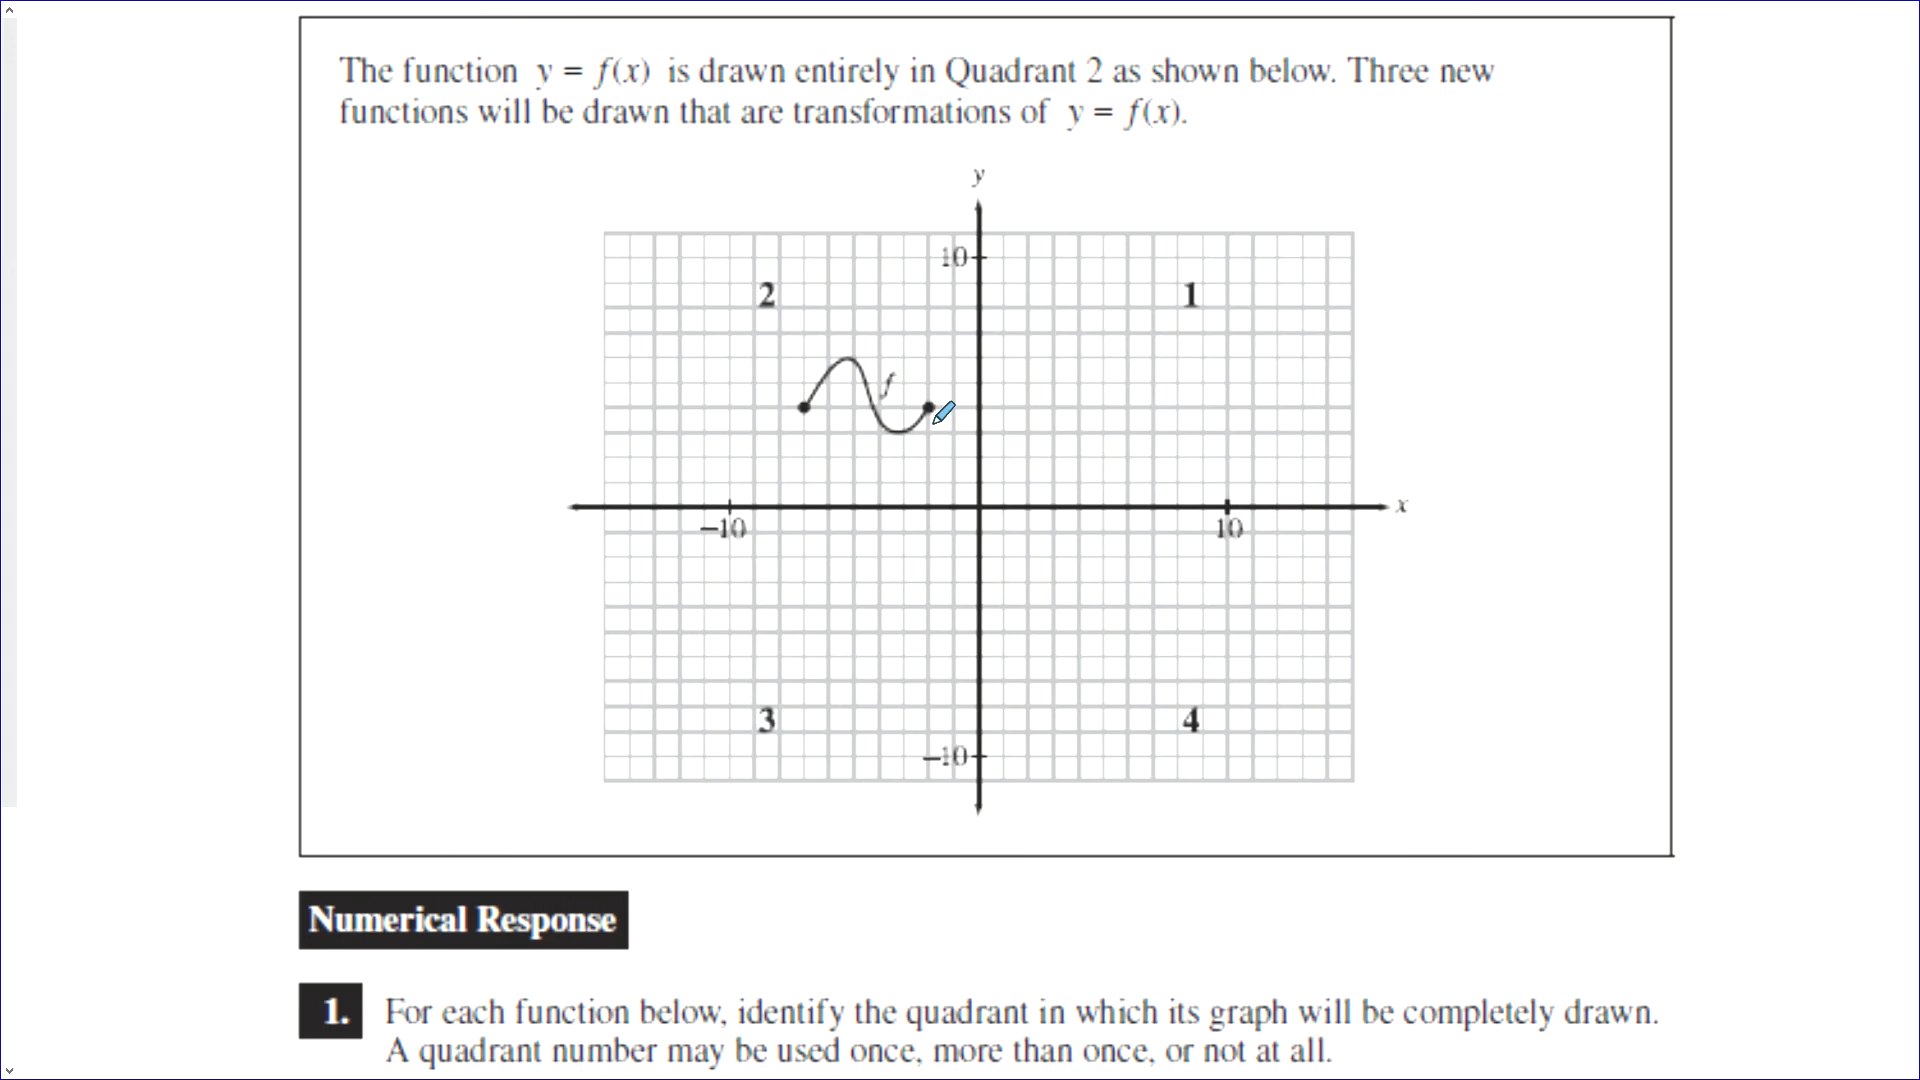 The function y = f(x) is drawn entirely in Quadrant 2 as shown below. Three new
functions will be drawn that are transformations of y = f(x).
y
10
2
1
f
x
−10
10
3
4
−10
Numerical Response
1. For each function below, identify the quadrant in which its graph will be completely drawn.
A quadrant number may be used once, more than once, or not at all.